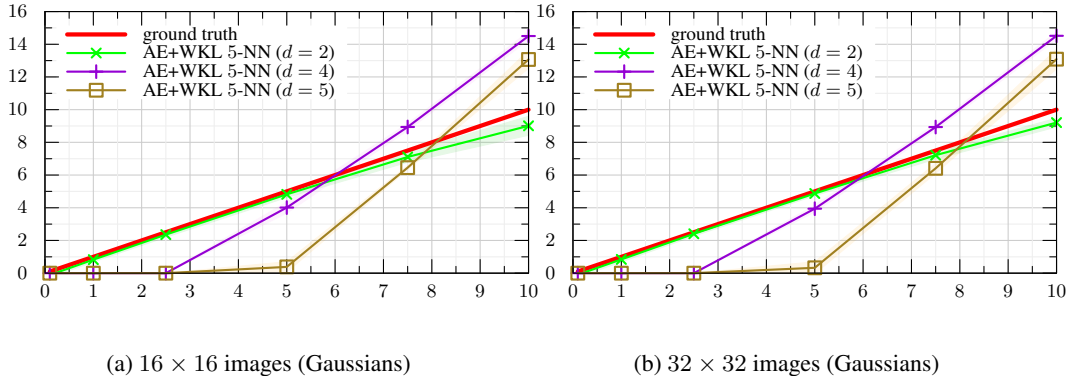 16
14
12
10
8
6
4
2
0
0 1 2 3 4 5 6 7 8 9 10
ground truth
AE+WKL 5-NN (d = 2)
AE+WKL 5-NN (d = 4)
AE+WKL 5-NN (d = 5)
(a) 16 × 16 images (Gaussians)
16
14
12
10
8
6
4
2
0
0 1 2 3 4 5 6 7 8 9 10
ground truth
AE+WKL 5-NN (d = 2)
AE+WKL 5-NN (d = 4)
AE+WKL 5-NN (d = 5)
(b) 32 × 32 images (Gaussians)